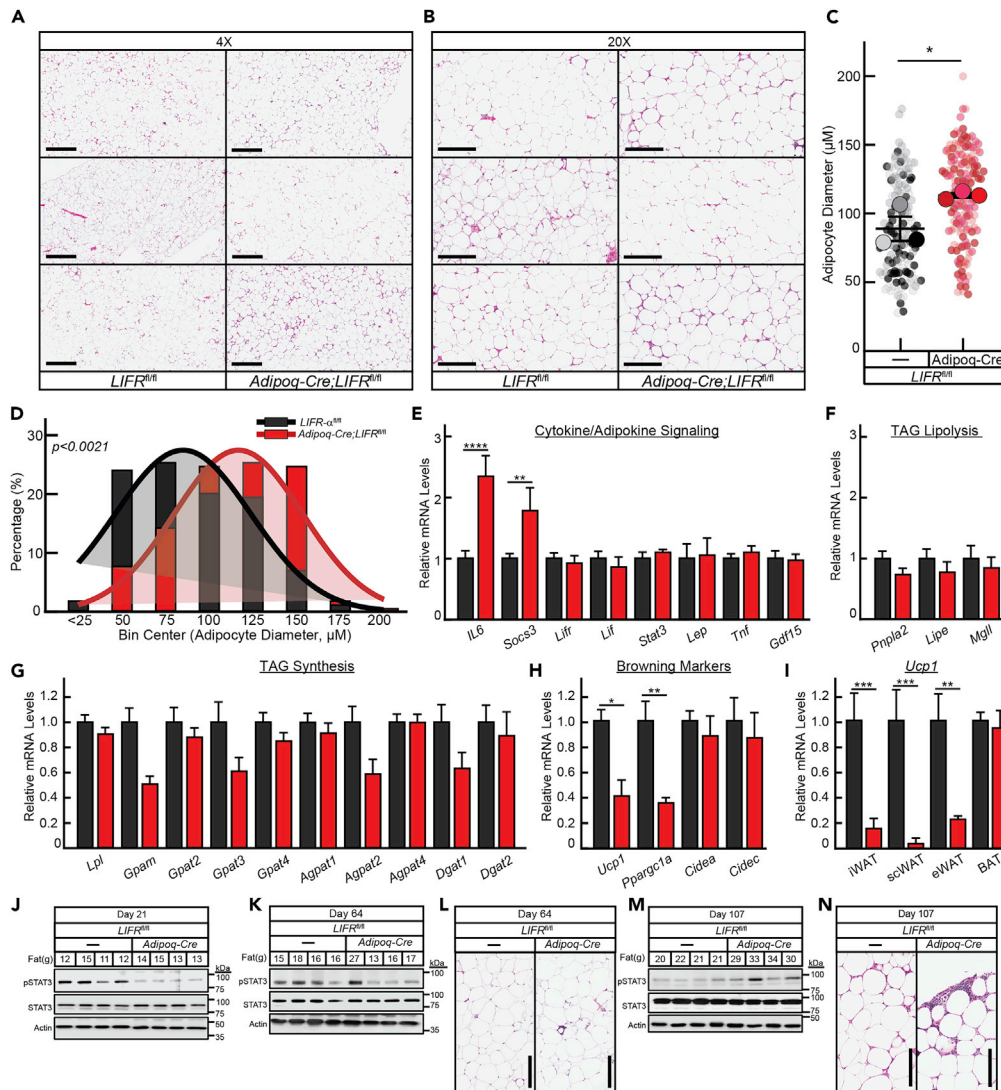 A
4X
LIFRfl/fl
Adipoq-Cre;LIFRfl/fl
B
20X
LIFRfl/fl
Adipoq-Cre;LIFRfl/fl
C
*
200
150
100
50
0
Adipocyte Diameter (µM)
— Adipoq-Cre
LIFRfl/fl
D
LIFR-αfl/fl
Adipoq-Cre;LIFRfl/fl
p<0.0021
30
20
10
0
Percentage (%)
<25 50 75 100 125 150 175 200
Bin Center (Adipocyte Diameter, µM)
E
Cytokine/Adipokine Signaling
Relative mRNA Levels
3
2
1
0
**** **
IL6 Socs3 Lifr Lif Stat3 Lep Tnf Gdf15
F
TAG Lipolysis
Relative mRNA Levels
3
2
1
0
Pnpla2 Lipe Mgll
G
TAG Synthesis
Relative mRNA Levels
1.2
1.0
0.8
0.6
0.4
0.2
0
Lpl Gpam Gpat2 Gpat3 Gpat4 Agpat1 Agpat2 Agpat4 Dgat1 Dgat2
H
Browning Markers
Relative mRNA Levels
1.2
1.0
0.8
0.6
0.4
0.2
0
* **
Ucp1 Ppargc1a Cidea Cidec
I
Ucp1
Relative mRNA Levels
1.2
1.0
0.8
0.6
0.4
0.2
0
*** *** **
iWAT scWAT eWAT BAT
J
Day 21
LIFRfl/fl
— Adipoq-Cre
Fat(g) 12 15 11 12 14 15 13 13
kDa
pSTAT3 100
75
STAT3 100
75
Actin 50
35
K
Day 64
LIFRfl/fl
— Adipoq-Cre
Fat(g) 15 18 16 16 27 13 16 17
kDa
pSTAT3 100
75
STAT3 100
75
Actin 50
35
L
Day 64
LIFRfl/fl
— Adipoq-Cre
M
Day 107
LIFRfl/fl
— Adipoq-Cre
Fat(g) 20 22 21 21 29 33 34 30
kDa
pSTAT3 100
75
STAT3 100
75
Actin 50
35
N
Day 107
LIFRfl/fl
— Adipoq-Cre